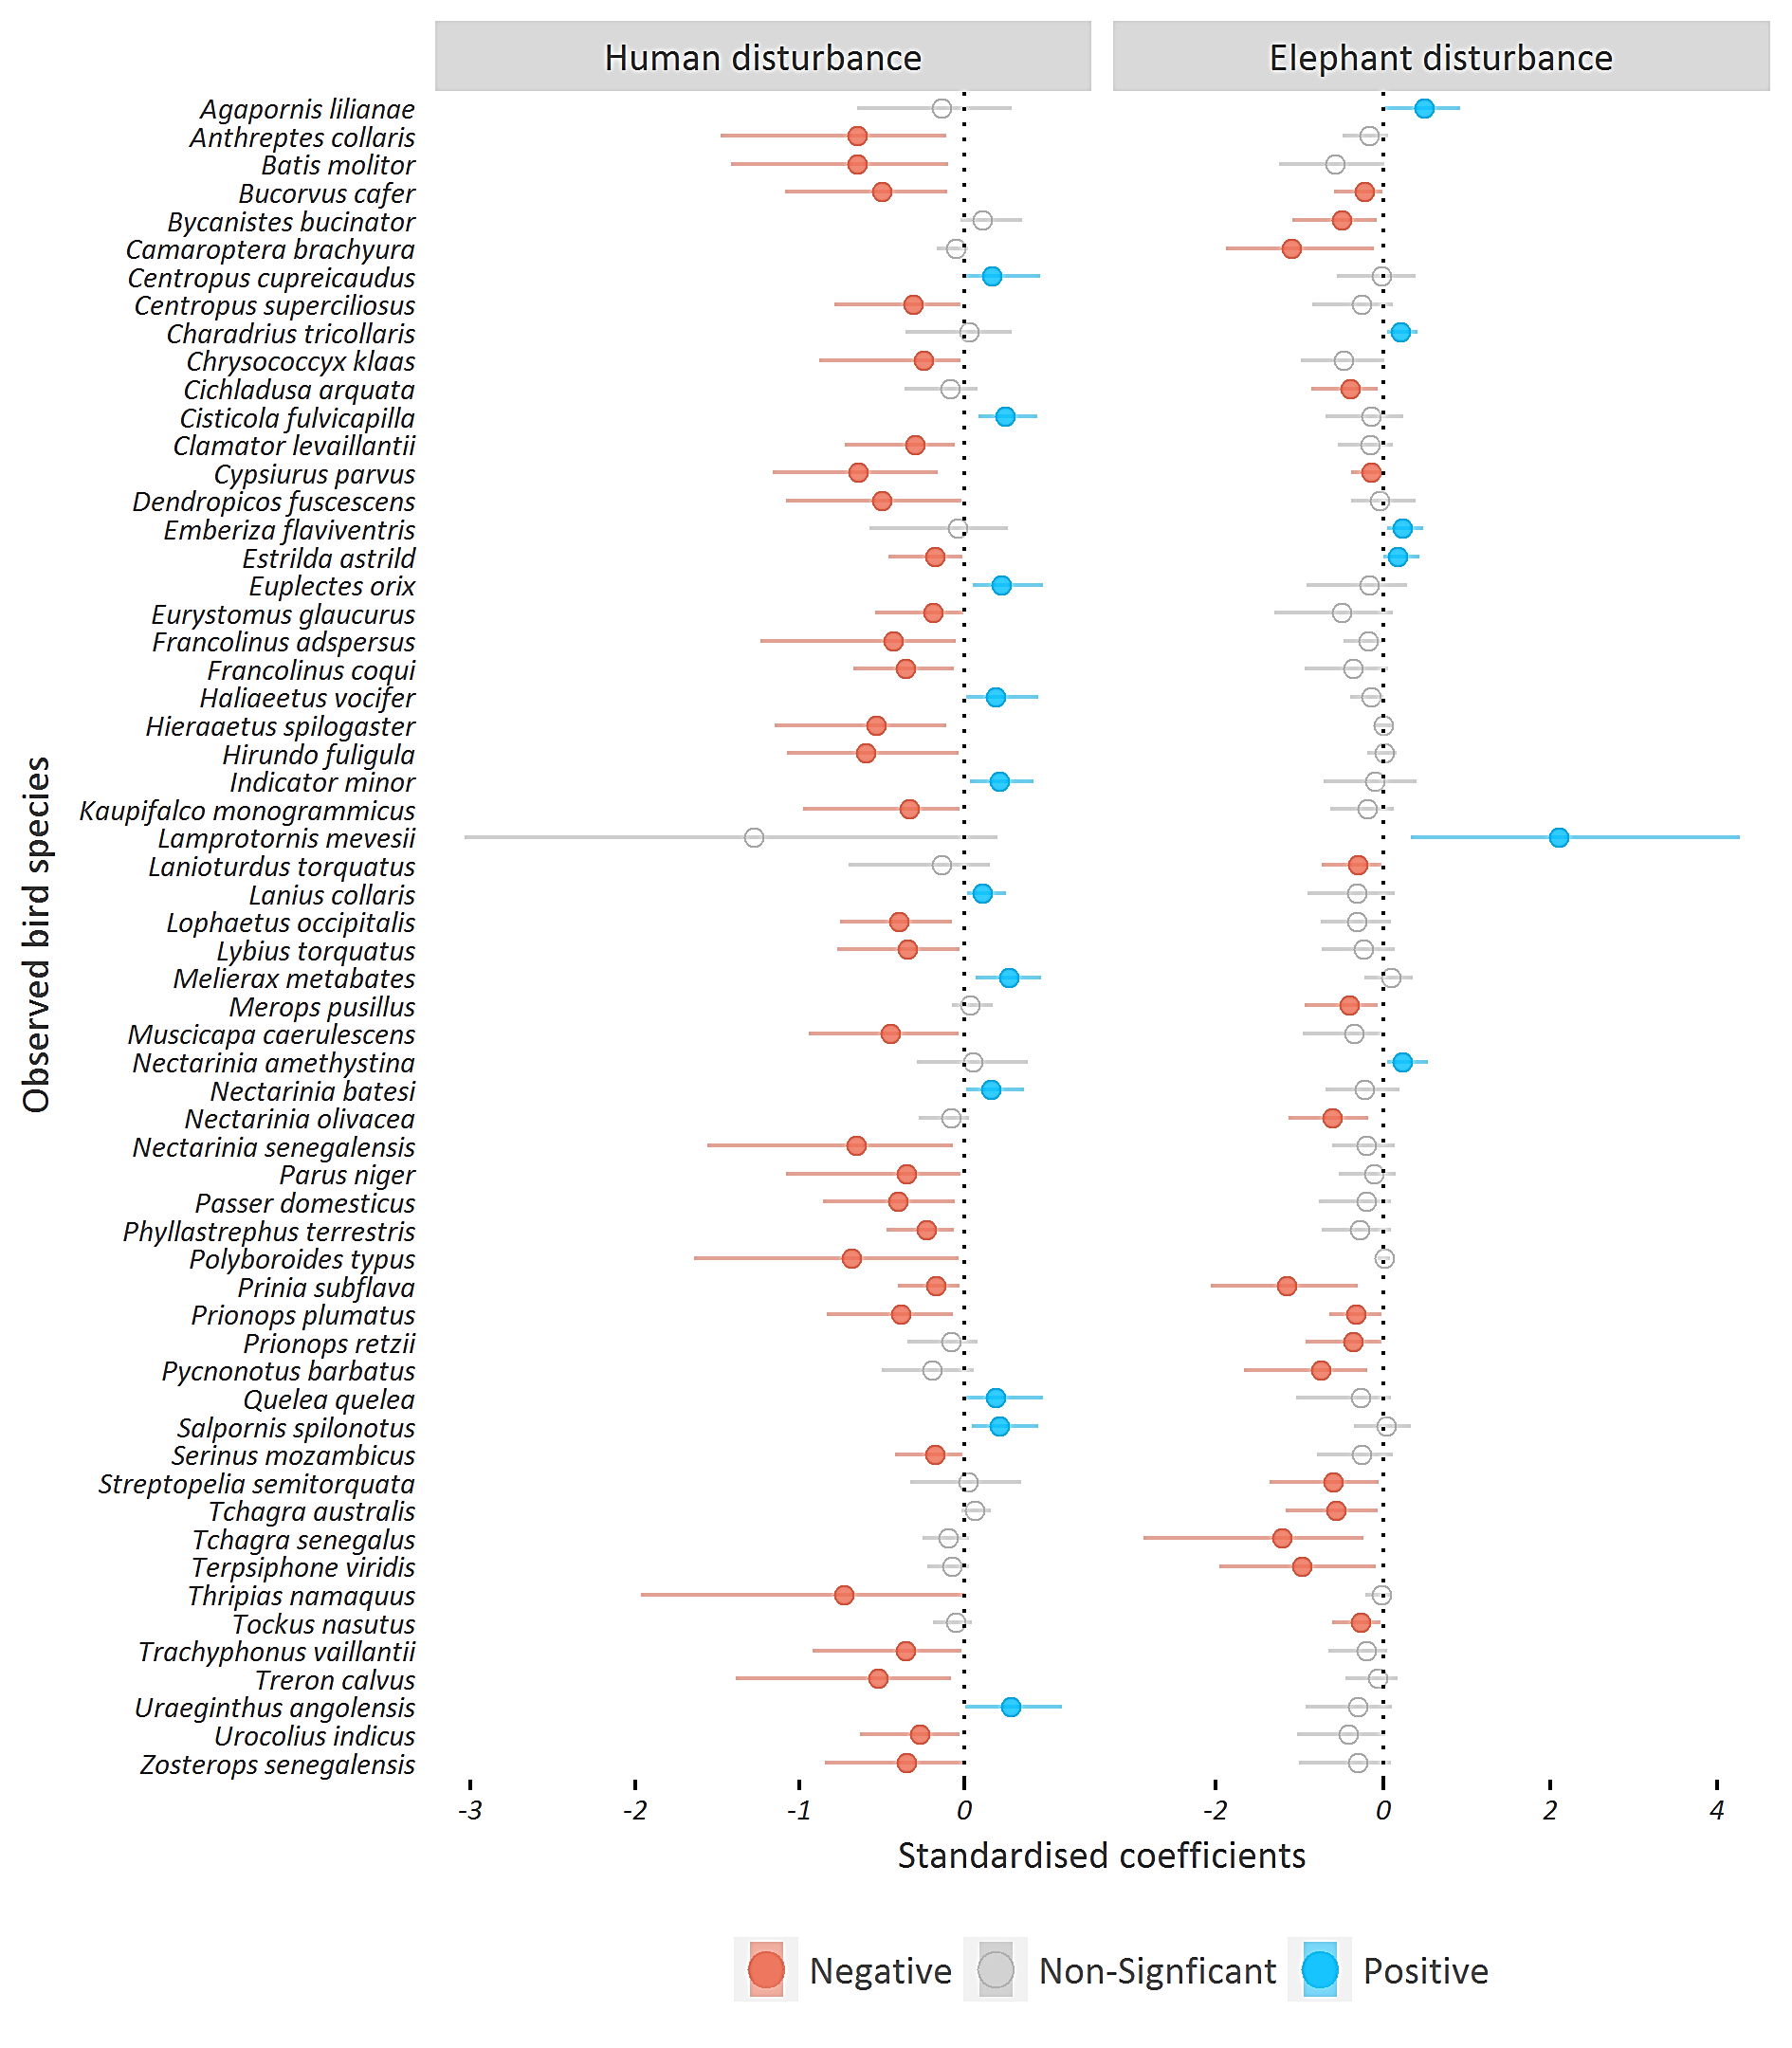 Human disturbance
Elephant disturbance
Observed bird species
Agapornis lilianae
Anthreptes collaris
Batis molitor
Bucorvus cafer
Bycanistes bucinator
Camaroptera brachyura
Centropus cupreicaudus
Centropus superciliosus
Charadrius tricollaris
Chrysococcyx klaas
Cichladusa arquata
Cisticola fulvicapilla
Clamator levaillantii
Cypsiurus parvus
Dendropicos fuscescens
Emberiza flaviventris
Estrilda astrild
Euplectes orix
Eurystomus glaucurus
Francolinus adspersus
Francolinus coqui
Haliaeetus vocifer
Hieraaetus spilogaster
Hirundo fuligula
Indicator minor
Kaupifalco monogrammicus
Lamprotornis mevesii
Lanioturdus torquatus
Lanius collaris
Lophaetus occipitalis
Lybius torquatus
Melierax metabates
Merops pusillus
Muscicapa caerulescens
Nectarinia amethystina
Nectarinia batesi
Nectarinia olivacea
Nectarinia senegalensis
Parus niger
Passer domesticus
Phyllastrephus terrestris
Polyboroides typus
Prinia subflava
Prionops plumatus
Prionops retzii
Pycnonotus barbatus
Quelea quelea
Salpornis spilonotus
Serinus mozambicus
Streptopelia semitorquata
Tchagra australis
Tchagra senegalus
Terpsiphone viridis
Thripias namaquus
Tockus nasutus
Trachyphonus vaillantii
Treron calvus
Uraeginthus angolensis
Urocolius indicus
Zosterops senegalensis
-3 -2 -1 0 -2 0 2 4
Standardised coefficients
Negative Non-Signficant Positive